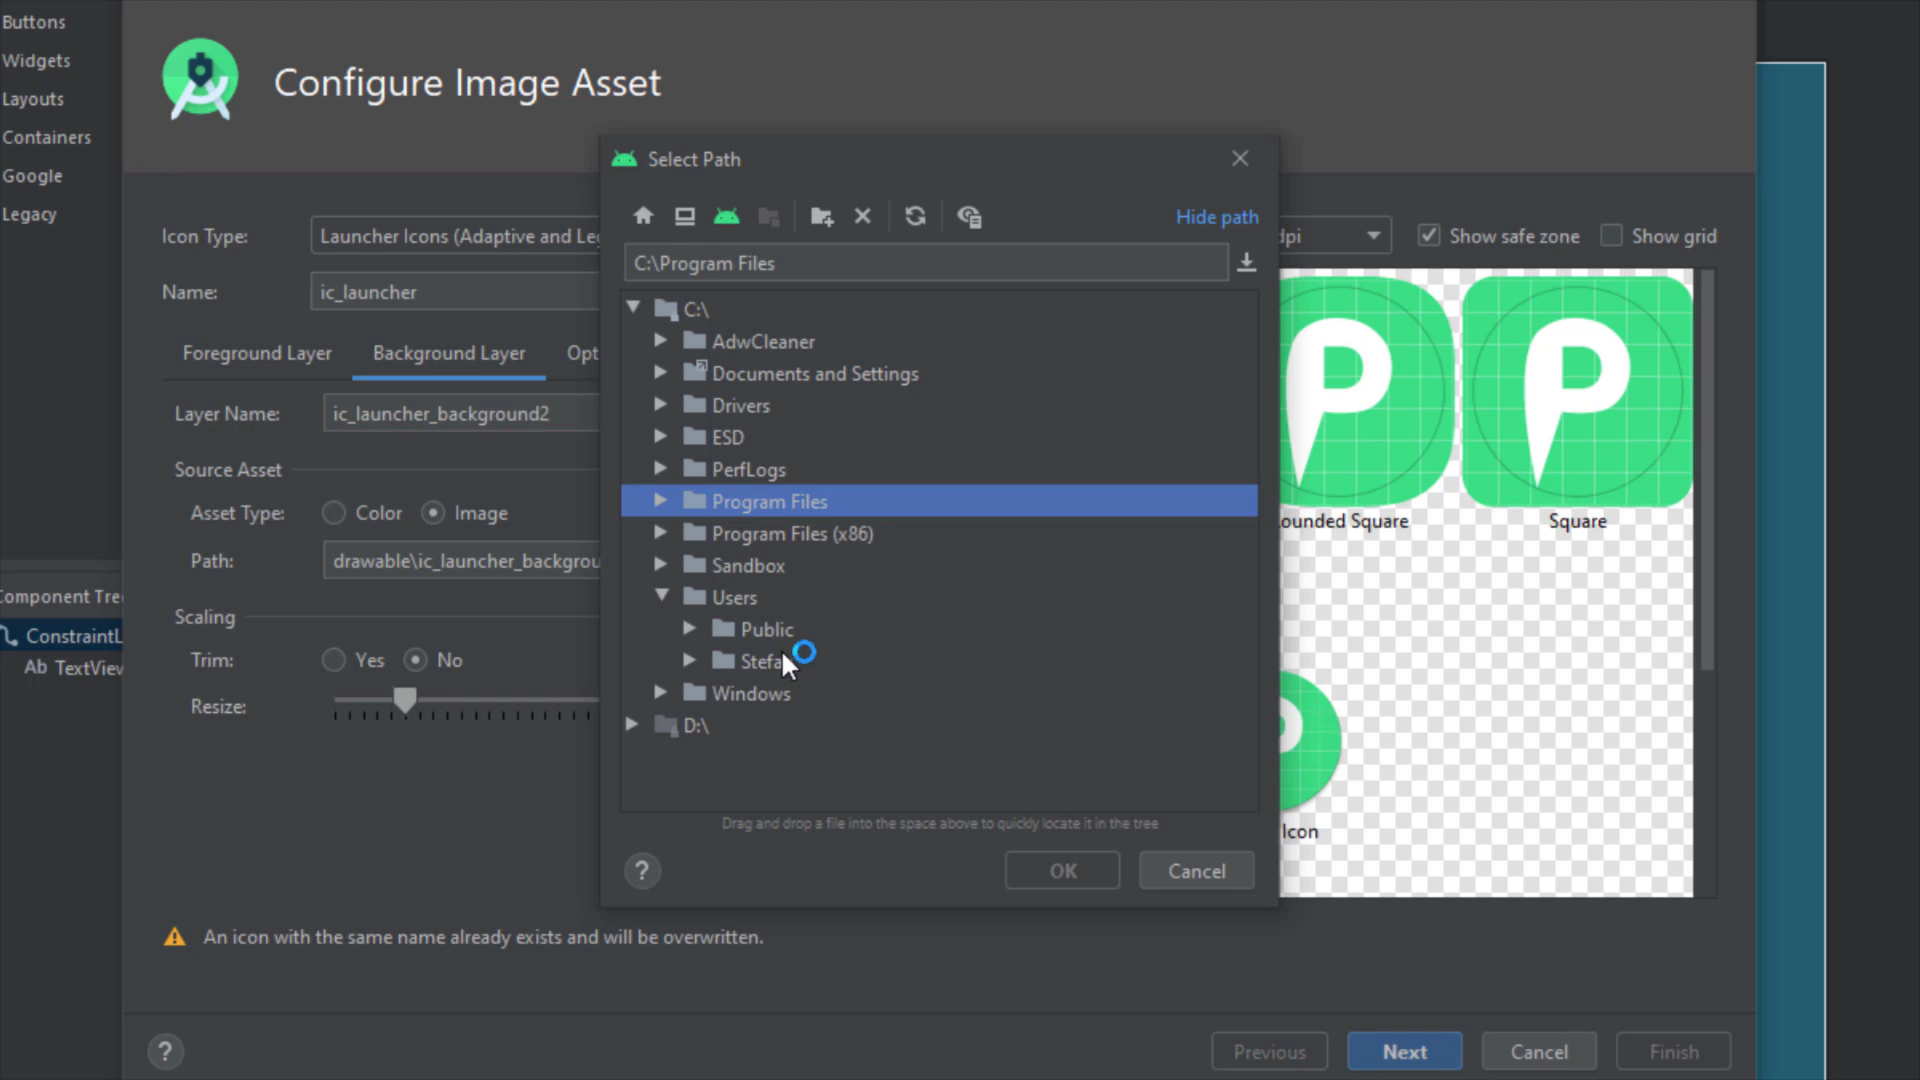 Buttons
Widgets
Layouts
Containers
Google
Legacy
Component Tre
ConstraintL
Ab TextView
Configure Image Asset
Icon Type: Launcher Icons (Adaptive and Leg
Name: ic_launcher
Foreground Layer Background Layer Opt
Layer Name: ic_launcher_background2
Source Asset
Asset Type: Color Image
Path: drawable\ic_launcher_backgrou
Scaling
Trim: Yes No
Resize:
Select Path
Hide path
C:\Program Files
C:\
AdwCleaner
Documents and Settings
Drivers
ESD
PerfLogs
Program Files
Program Files (x86)
Sandbox
Users
Public
Stefa
Windows
D:\
Drag and drop a file into the space above to quickly locate it in the tree
? OK Cancel
dpi Show safe zone Show grid
P P
ounded Square Square
P
Icon
An icon with the same name already exists and will be overwritten.
? Previous Next Cancel Finish